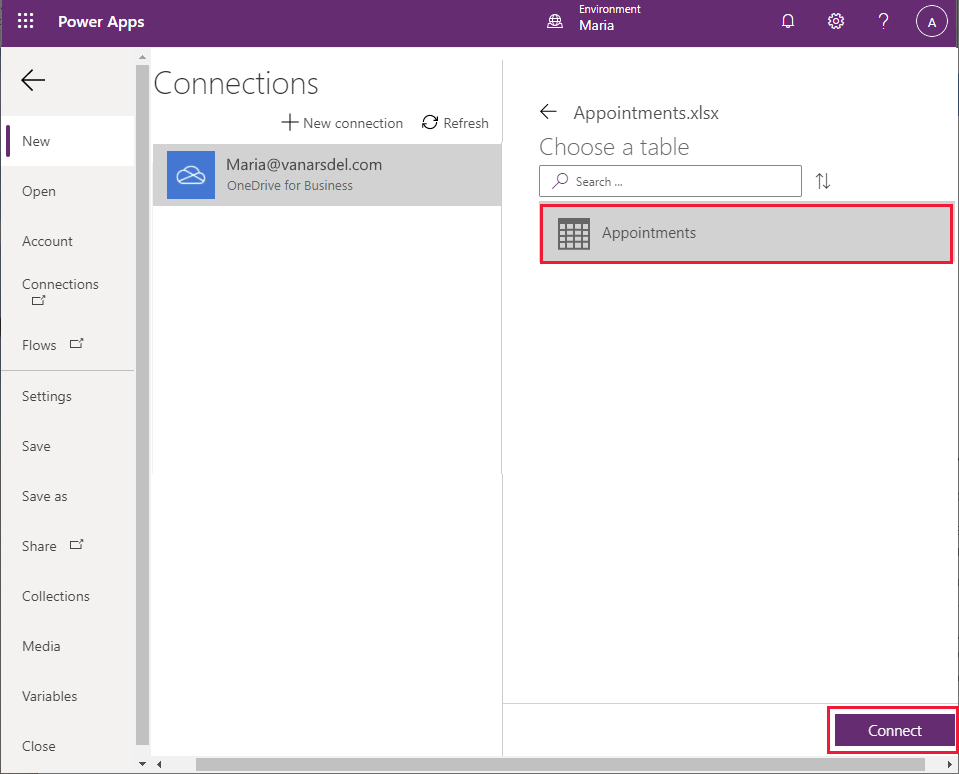 Power Apps
Environment
Maria
?
A
New
Open
Account
Connections
Flows
Settings
Save
Save as
Share
Collections
Media
Variables
Close
Connections
New connection
Refresh
Maria@vanarsdel.com
OneDrive for Business
Appointments.xlsx
Choose a table
Search ...
Appointments
Connect